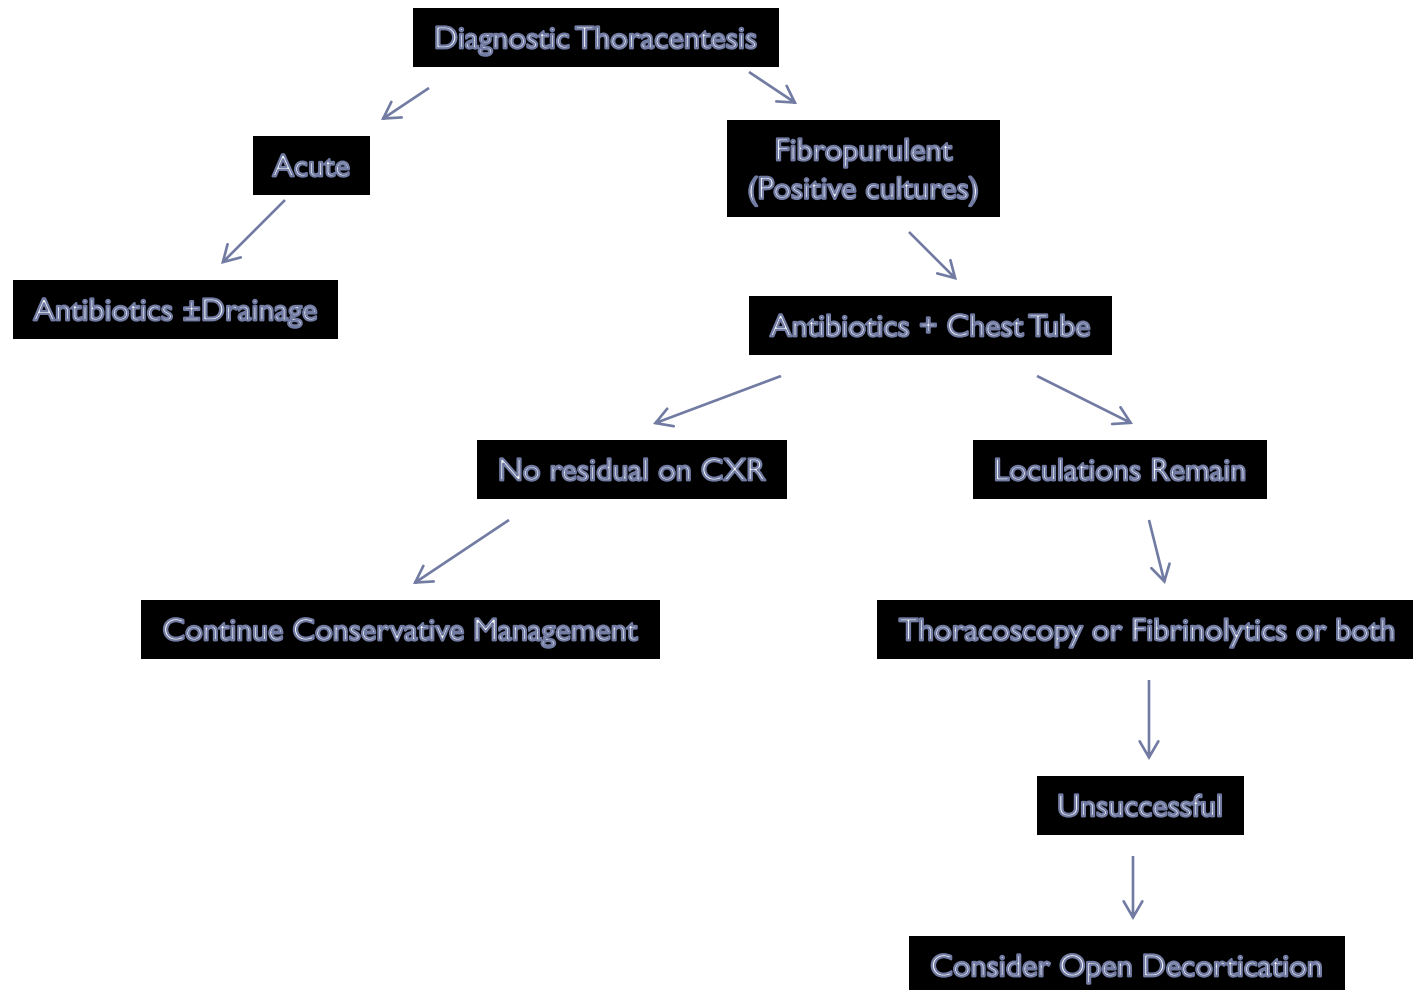 Diagnostic Thoracentesis
Acute
Fibropurulent
(Positive cultures)
Antibiotics ±Drainage
Antibiotics + Chest Tube
No residual on CXR
Loculations Remain
Continue Conservative Management
Thoracoscopy or Fibrinolytics or both
Unsuccessful
Consider Open Decortication